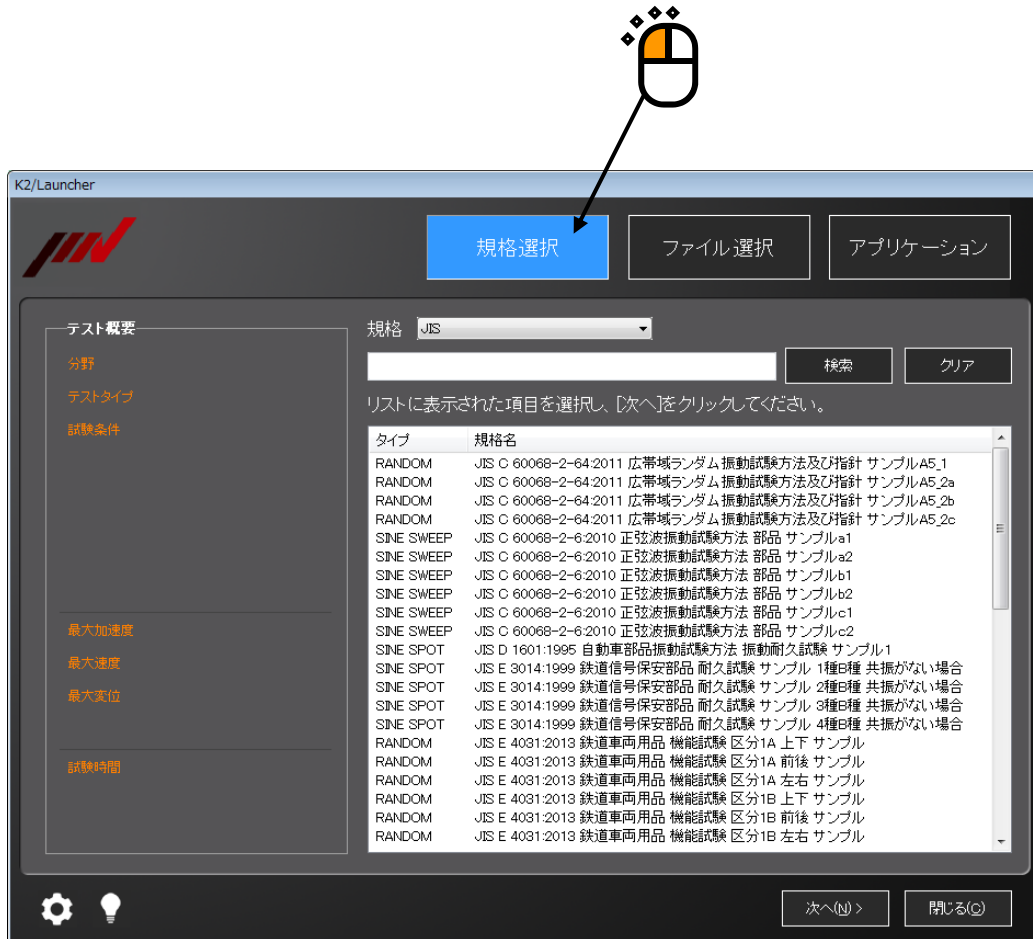 K2/Launcher
規格選択 ファイル選択 アプリケーション
テスト概要
分野
テストタイプ
試験条件
最大加速度
最大速度
最大変位
試験時間
規格 JIS
検索 クリア
リストに表示された項目を選択し、[次へ]をクリックしてください。
タイプ 規格名
RANDOM JIS C 60068-2-64:2011 広帯域ランダム振動試験方法及び指針 サンプルA5_1
RANDOM JIS C 60068-2-64:2011 広帯域ランダム振動試験方法及び指針 サンプルA5_2a
RANDOM JIS C 60068-2-64:2011 広帯域ランダム振動試験方法及び指針 サンプルA5_2b
RANDOM JIS C 60068-2-64:2011 広帯域ランダム振動試験方法及び指針 サンプルA5_2c
SINE SWEEP JIS C 60068-2-6:2010 正弦波振動試験方法 部品 サンプルa1
SINE SWEEP JIS C 60068-2-6:2010 正弦波振動試験方法 部品 サンプルa2
SINE SWEEP JIS C 60068-2-6:2010 正弦波振動試験方法 部品 サンプルb1
SINE SWEEP JIS C 60068-2-6:2010 正弦波振動試験方法 部品 サンプルb2
SINE SWEEP JIS C 60068-2-6:2010 正弦波振動試験方法 部品 サンプルc1
SINE SWEEP JIS C 60068-2-6:2010 正弦波振動試験方法 部品 サンプルc2
SINE SPOT JIS D 1601:1995 自動車部品振動試験方法 振動耐久試験 サンプル1
SINE SPOT JIS E 3014:1999 鉄道信号保安部品 耐久試験 サンプル 1種B種 共振がない場合
SINE SPOT JIS E 3014:1999 鉄道信号保安部品 耐久試験 サンプル 2種B種 共振がない場合
SINE SPOT JIS E 3014:1999 鉄道信号保安部品 耐久試験 サンプル 3種B種 共振がない場合
SINE SPOT JIS E 3014:1999 鉄道信号保安部品 耐久試験 サンプル 4種B種 共振がない場合
RANDOM JIS E 4031:2013 鉄道車両用品 機能試験 区分1A 上下 サンプル
RANDOM JIS E 4031:2013 鉄道車両用品 機能試験 区分1A 前後 サンプル
RANDOM JIS E 4031:2013 鉄道車両用品 機能試験 区分1A 左右 サンプル
RANDOM JIS E 4031:2013 鉄道車両用品 機能試験 区分1B 上下 サンプル
RANDOM JIS E 4031:2013 鉄道車両用品 機能試験 区分1B 前後 サンプル
RANDOM JIS E 4031:2013 鉄道車両用品 機能試験 区分1B 左右 サンプル
次へ(N) > 閉じる(C)